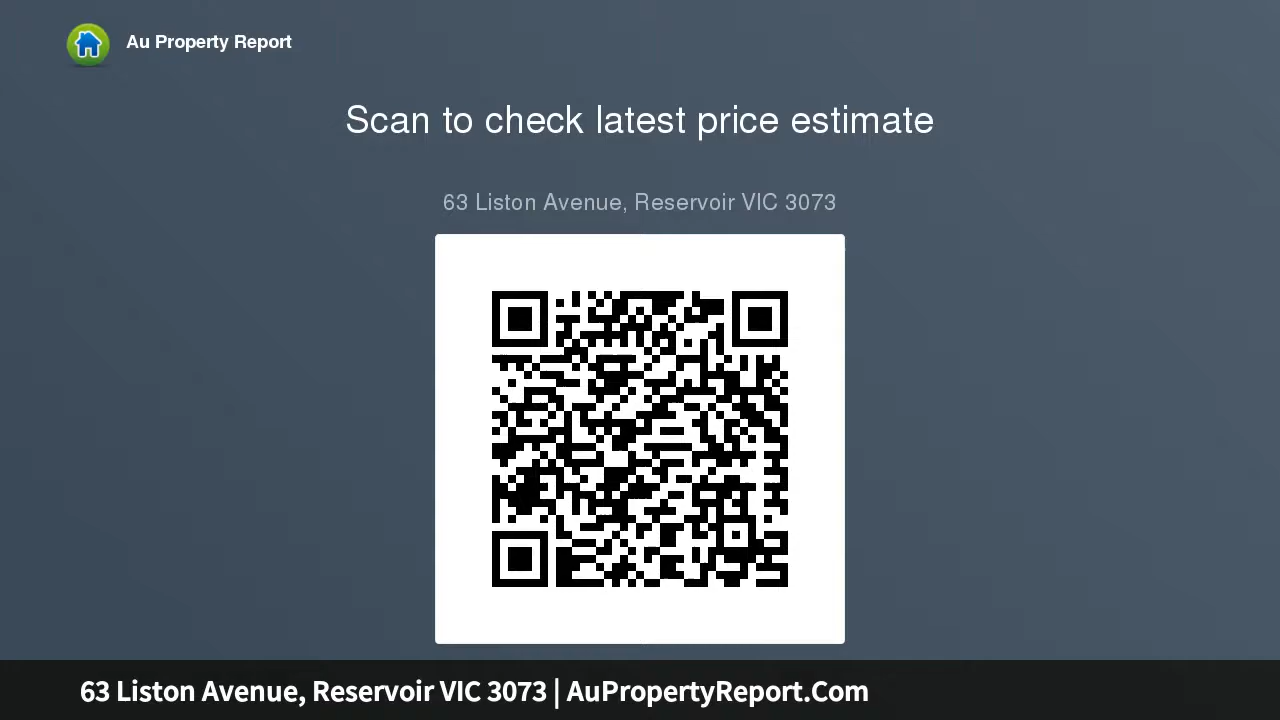 Au Property Report
Scan to check latest price estimate
63 Liston Avenue, Reservoir VIC 3073
63 Liston Avenue, Reservoir VIC 3073 | AuPropertyReport.Com